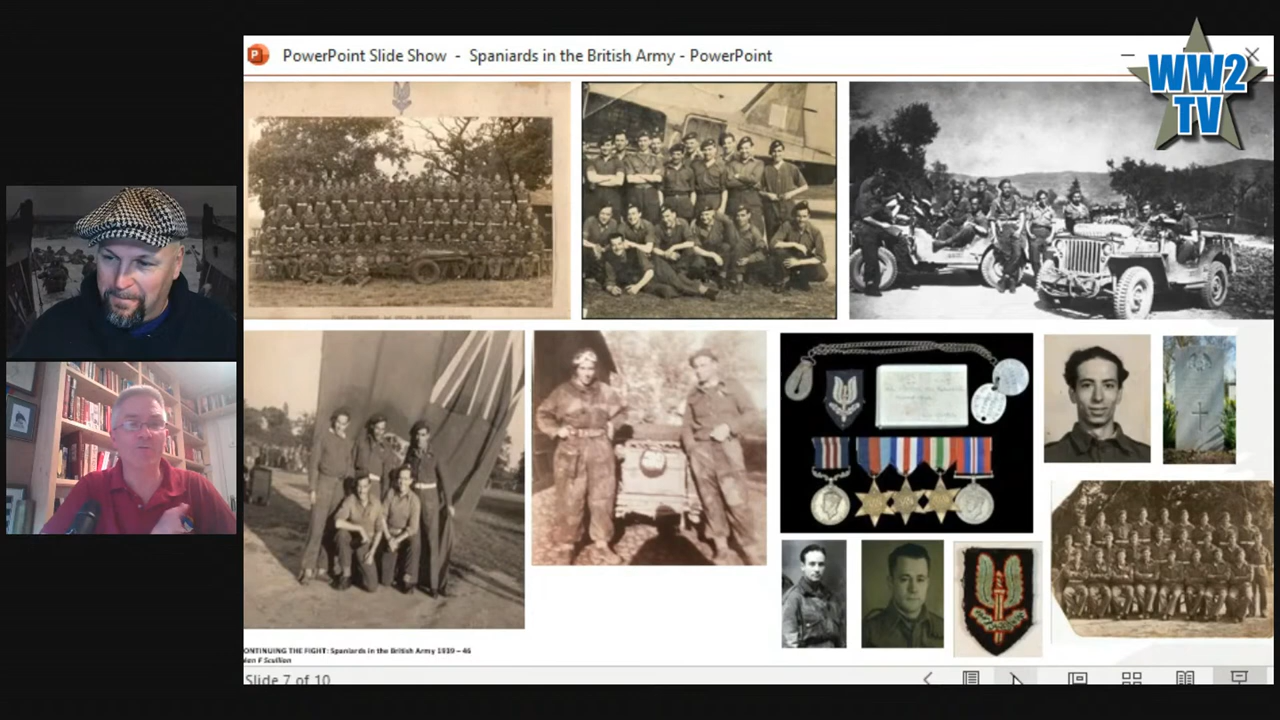 PowerPoint Slide Show - Spaniards in the British Army - PowerPoint
WW2
TV
CONTINUING THE FIGHT: Spaniards in the British Army 1939 – 46
F Scullion
Slide 7 of 10